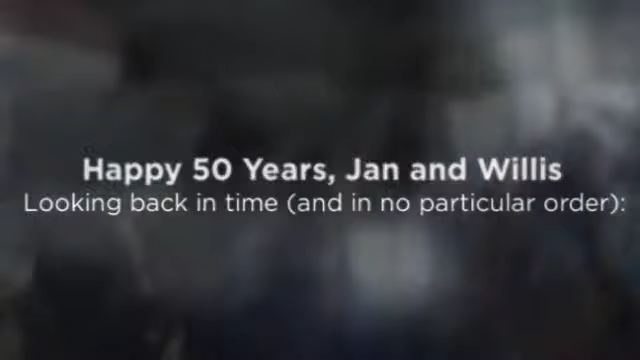 Happy 50 Years, Jan and Willis
Looking back in time (and in no particular order):